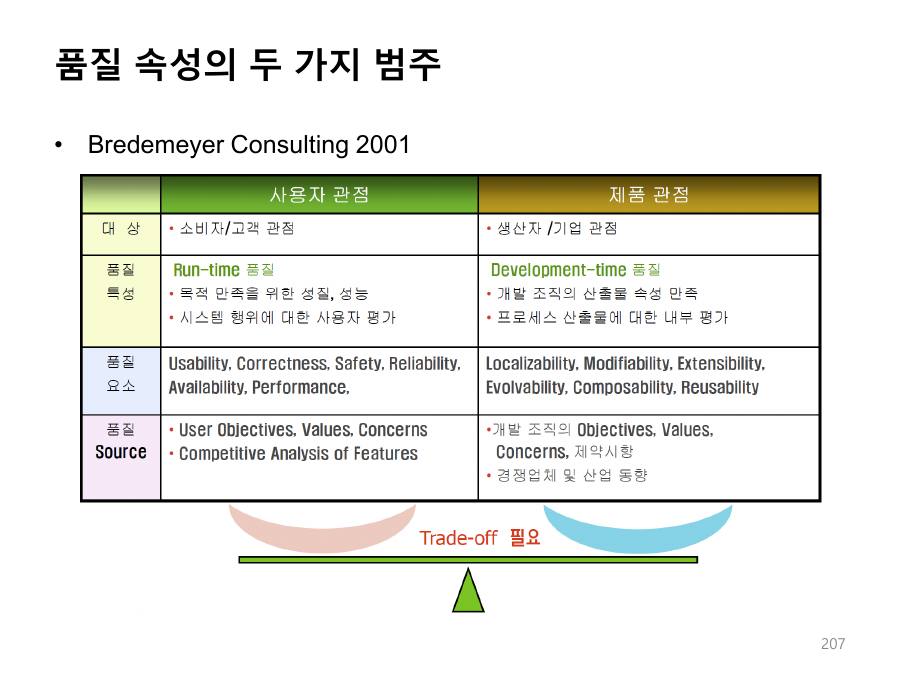 품질 속성의 두 가지 범주
• Bredemeyer Consulting 2001
사용자 관점
제품 관점
대 상
• 소비자/고객 관점
• 생산자 /기업 관점
품질
특성
Run-time 품질
• 목적 만족을 위한 성질, 성능
• 시스템 행위에 대한 사용자 평가
Development-time 품질
• 개발 조직의 산출물 속성 만족
• 프로세스 산출물에 대한 내부 평가
품질
요소
Usability, Correctness, Safety, Reliability,
Availability, Performance,
Localizability, Modifiability, Extensibility,
Evolvability, Composability, Reusability
품질
Source
• User Objectives, Values, Concerns
• Competitive Analysis of Features
•개발 조직의 Objectives, Values,
Concerns, 제약시항
• 경쟁업체 및 산업 동향
Trade-off 필요
207